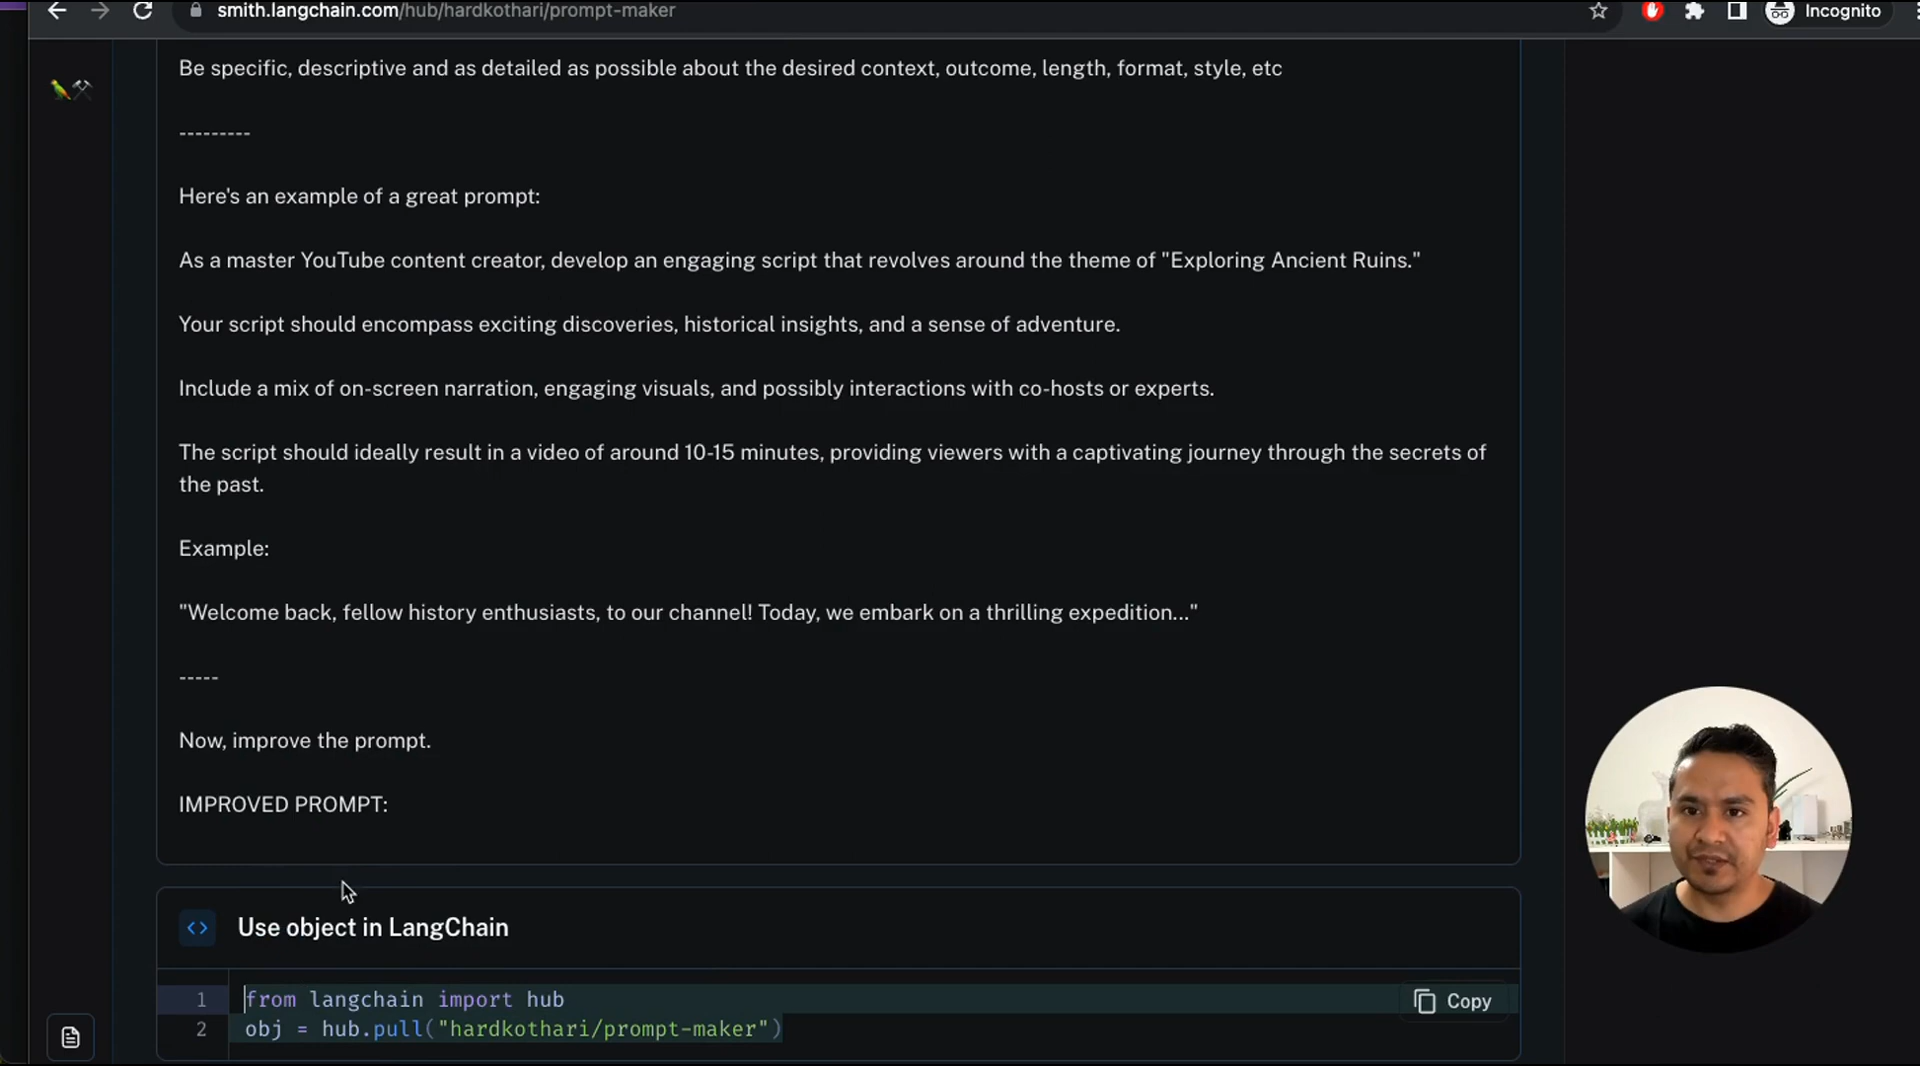 smith.langchain.com/hub/hardkothari/prompt-maker
Incognito
Be specific, descriptive and as detailed as possible about the desired context, outcome, length, format, style, etc
---------
Here's an example of a great prompt:
As a master YouTube content creator, develop an engaging script that revolves around the theme of "Exploring Ancient Ruins."
Your script should encompass exciting discoveries, historical insights, and a sense of adventure.
Include a mix of on-screen narration, engaging visuals, and possibly interactions with co-hosts or experts.
The script should ideally result in a video of around 10-15 minutes, providing viewers with a captivating journey through the secrets of
the past.
Example:
"Welcome back, fellow history enthusiasts, to our channel! Today, we embark on a thrilling expedition..."
-----
Now, improve the prompt.
IMPROVED PROMPT:
Use object in LangChain
1 from langchain import hub
Copy
2 obj = hub.pull("hardkothari/prompt-maker")